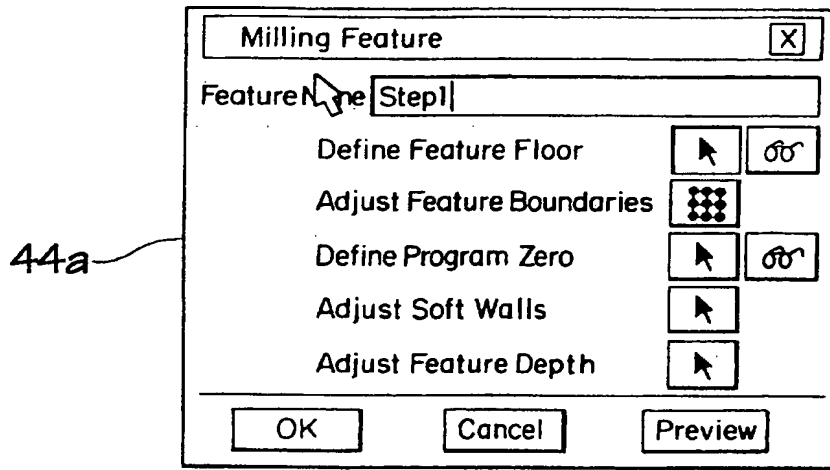 Milling Feature X
Feature Name Step1
Define Feature Floor
Adjust Feature Boundaries
44a
Define Program Zero
Adjust Soft Walls
Adjust Feature Depth
OK Cancel Preview